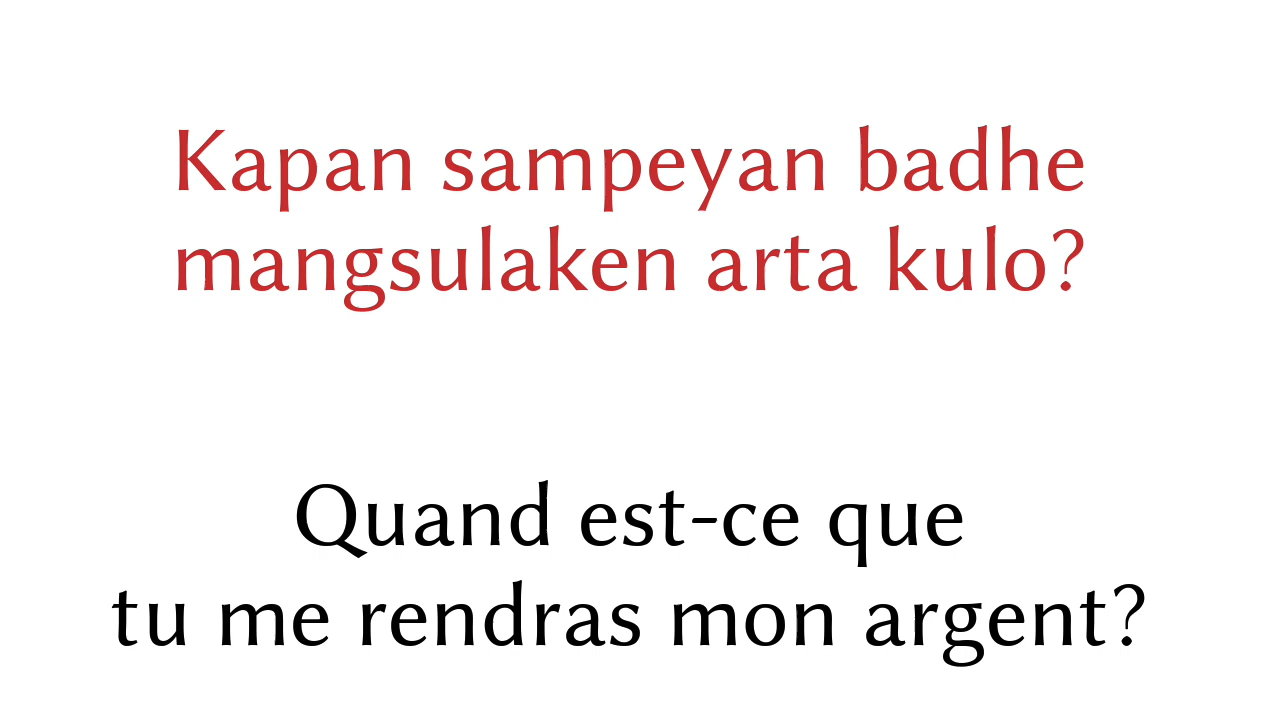 Kapan sampeyan badhe
mangsulaken arta kulo?
Quand est-ce que
tu me rendras mon argent?